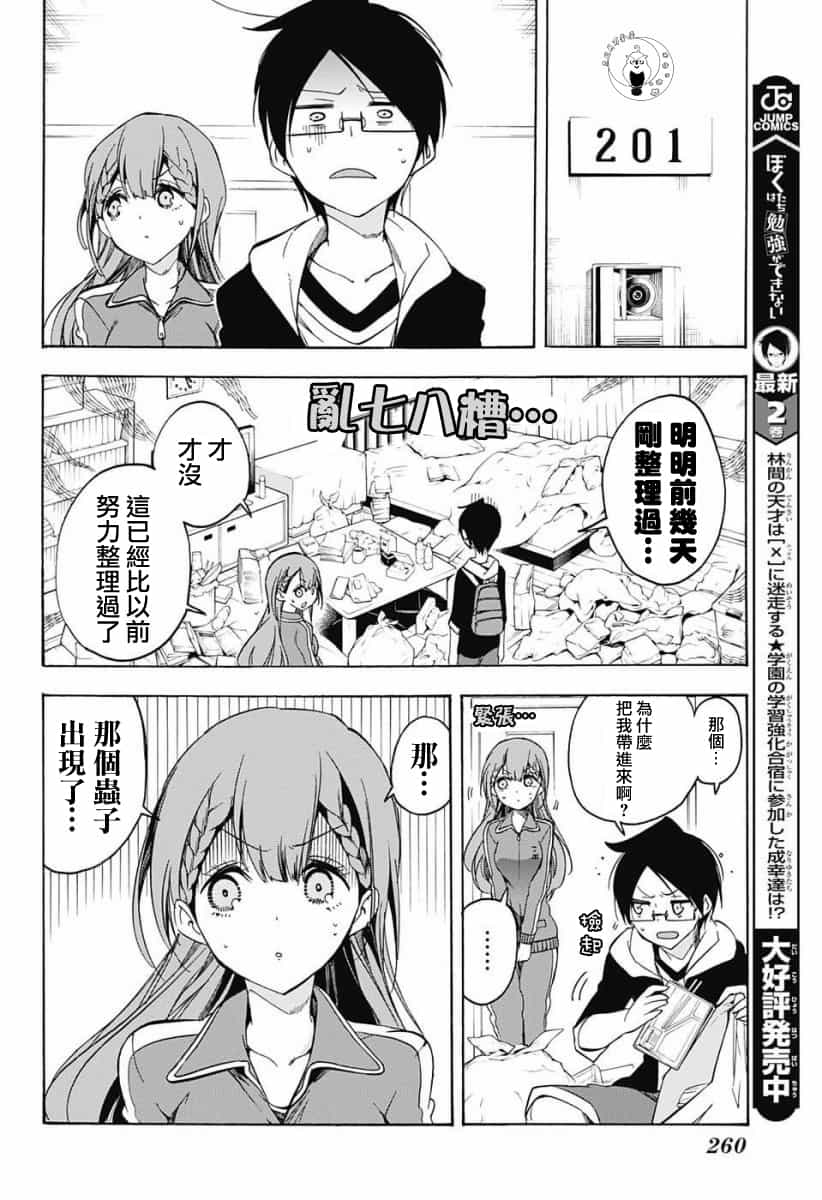 201
亂七八糟…
明明前幾天
剛整理過…
才
才沒
這已經比以前
努力整理過了
那個…
為什麼
把我帶進來啊?
緊張…
撿起
……
那…
那個蟲子
出現了…
JC
JUMP
COMICS
ぼくたちは勉強ができない
最新2巻
林間の天才は[×]に迷走する★学園の学習強化合宿に参加した成幸達は!?
大好評発売中
260